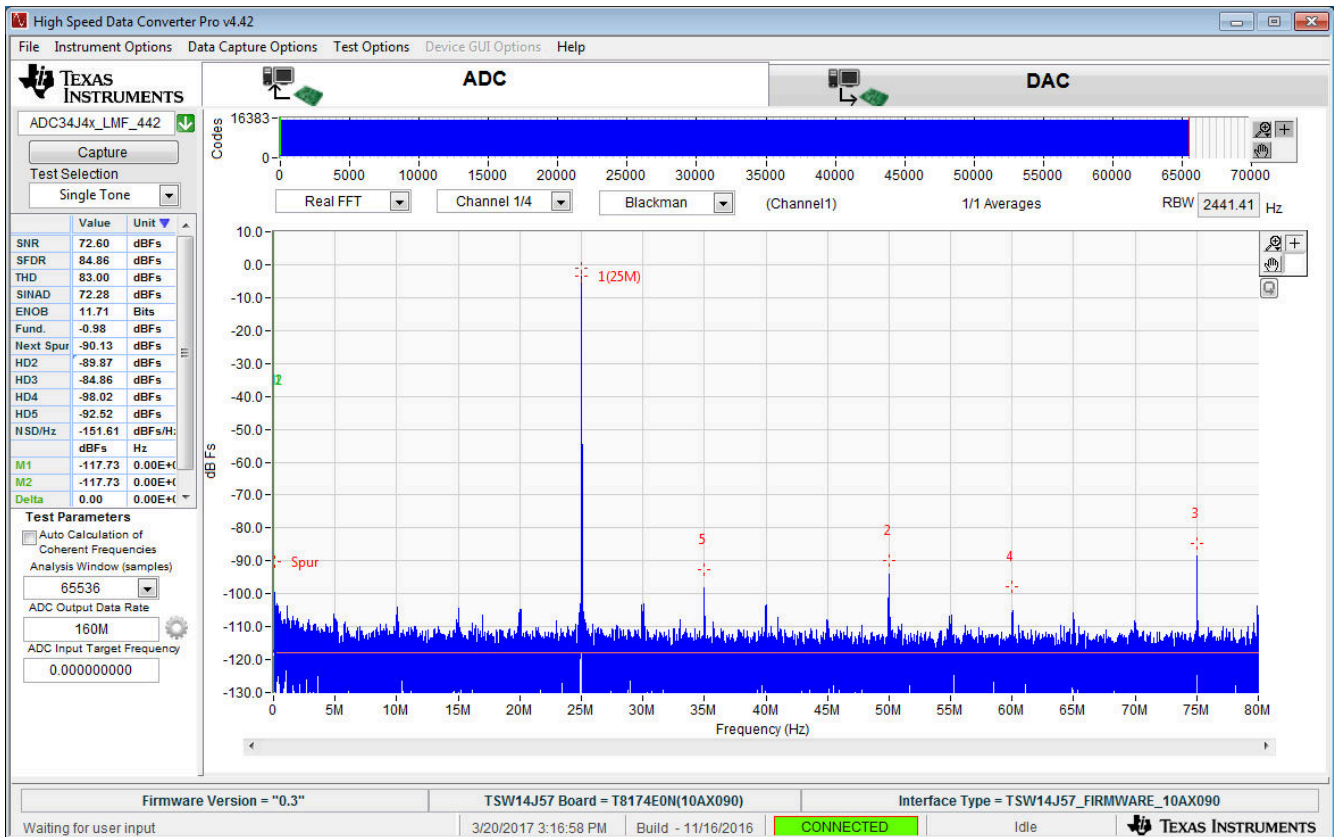 High Speed Data Converter Pro v4.42
File Instrument Options Data Capture Options Test Options Device GUI Options Help
TEXAS INSTRUMENTS
ADC
DAC
ADC34J4x_LMF_442
Capture
Test Selection
Single Tone
Value Unit
SNR 72.60 dBFs
SFDR 84.86 dBFs
THD 83.00 dBFs
SINAD 72.28 dBFs
ENOB 11.71 Bits
Fund. -0.98 dBFs
Next Spur -90.13 dBFs
HD2 -89.87 dBFs
HD3 -84.86 dBFs
HD4 -98.02 dBFs
HD5 -92.52 dBFs
NSD/Hz -151.61 dBFs/H:
dBFs Hz
M1 -117.73 0.00E+(
M2 -117.73 0.00E+(
Delta 0.00 0.00E+(
Test Parameters
Auto Calculation of
Coherent Frequencies
Analysis Window (samples)
65536
ADC Output Data Rate
160M
ADC Input Target Frequency
0.000000000
Codes
16383
0
0 5000 10000 15000 20000 25000 30000 35000 40000 45000 50000 55000 60000 65000 70000
Real FFT Channel 1/4 Blackman (Channel1) 1/1 Averages RBW 2441.41 Hz
dB Fs
10.0
0.0
-10.0
-20.0
-30.0
-40.0
-50.0
-60.0
-70.0
-80.0
-90.0
-100.0
-110.0
-120.0
-130.0
1(25M)
Spur
5
2
4
3
0 5M 10M 15M 20M 25M 30M 35M 40M 45M 50M 55M 60M 65M 70M 75M 80M
Frequency (Hz)
Firmware Version = "0.3" TSW14J57 Board = T8174E0N(10AX090) Interface Type = TSW14J57_FIRMWARE_10AX090
Waiting for user input 3/20/2017 3:16:58 PM Build - 11/16/2016 CONNECTED Idle TEXAS INSTRUMENTS